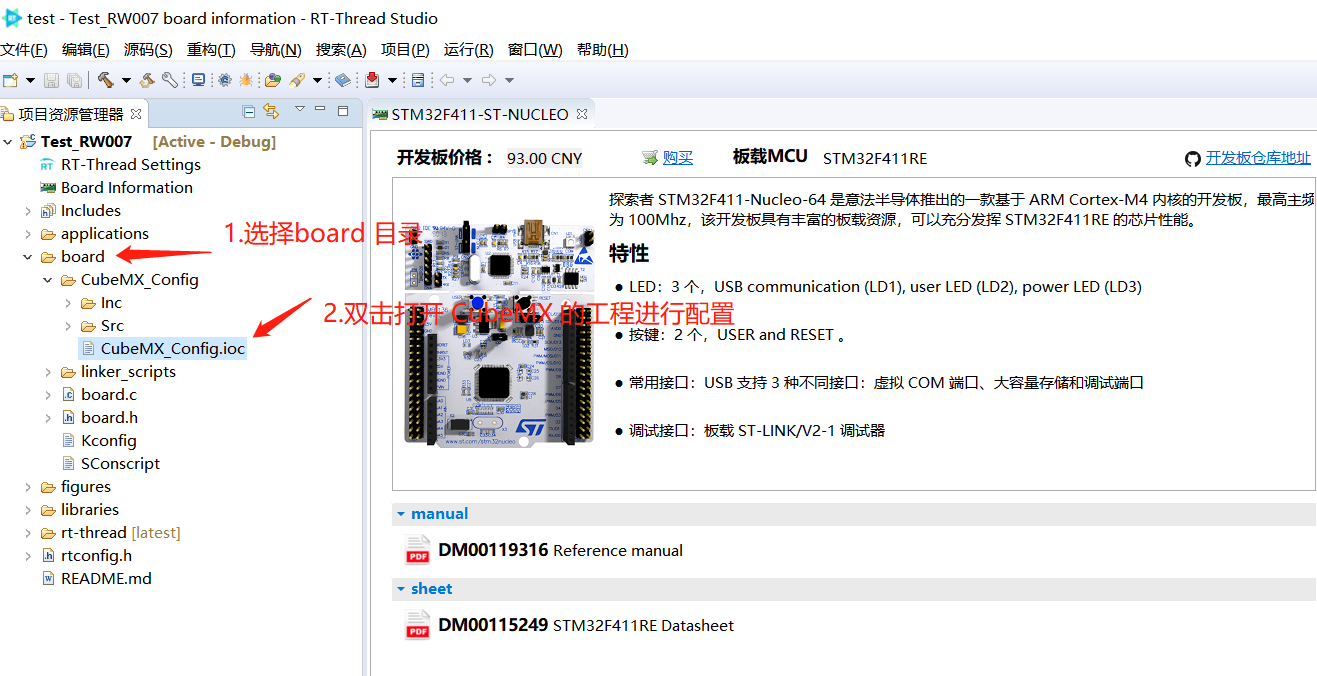 test - Test_RW007 board information - RT-Thread Studio
文件(F) 编辑(E) 源码(S) 重构(T) 导航(N) 搜索(A) 项目(P) 运行(R) 窗口(W) 帮助(H)
项目资源管理器
STM32F411-ST-NUCLEO
Test_RW007 [Active - Debug]
RT-Thread Settings
Board Information
Includes
applications
board
CubeMX_Config
Inc
Src
CubeMX_Config.ioc
linker_scripts
board.c
board.h
Kconfig
SConscript
figures
libraries
rt-thread [latest]
rtconfig.h
README.md
1.选择board 目录
2.双击打开 CubeMX 的工程进行配置
开发板价格： 93.00 CNY 购买 板载MCU STM32F411RE 开发板仓库地址
探索者 STM32F411-Nucleo-64 是意法半导体推出的一款基于 ARM Cortex-M4 内核的开发板，最高主频
为 100Mhz，该开发板具有丰富的板载资源，可以充分发挥 STM32F411RE 的芯片性能。
特性
● LED：3 个，USB communication (LD1), user LED (LD2), power LED (LD3)
● 按键：2 个，USER and RESET 。
● 常用接口：USB 支持 3 种不同接口：虚拟 COM 端口、大容量存储和调试端口
● 调试接口：板载 ST-LINK/V2-1 调试器
www.st.com/stm32nucleo
manual
PDF DM00119316 Reference manual
sheet
PDF DM00115249 STM32F411RE Datasheet